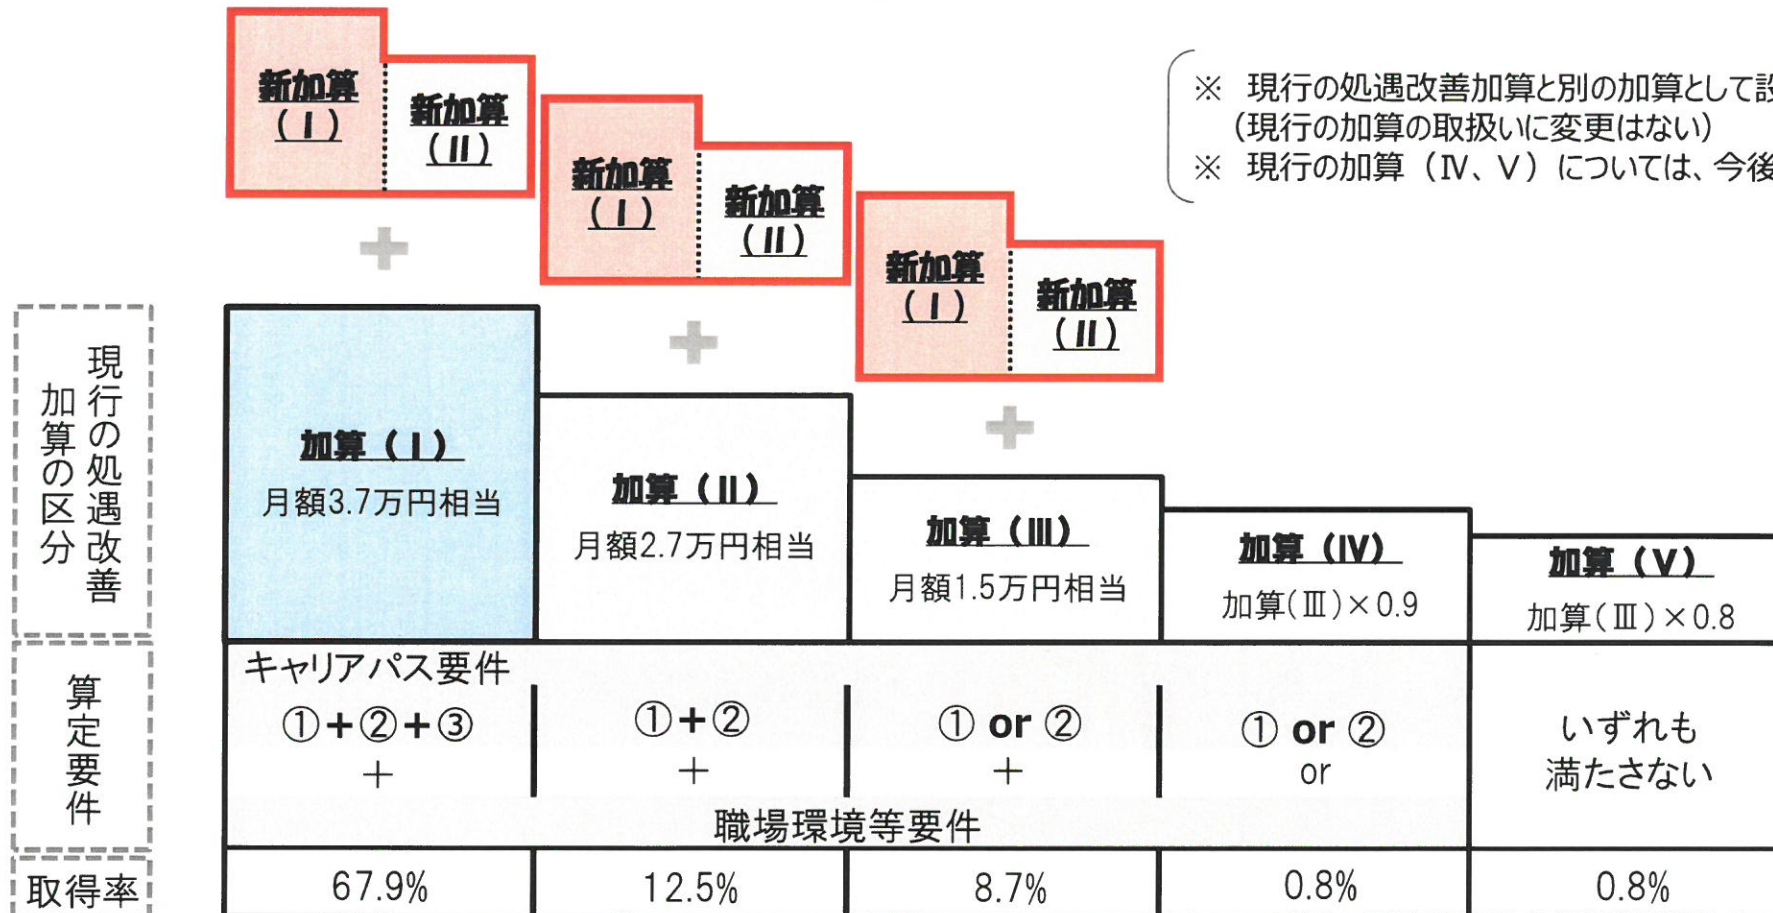 新加算
(Ⅰ)
新加算
(Ⅱ)
新加算
(Ⅰ)
新加算
(Ⅱ)
新加算
(Ⅰ)
新加算
(Ⅱ)
※ 現行の処遇改善加算と別の加算として設
(現行の加算の取扱いに変更はない)
※ 現行の加算(Ⅳ、Ⅴ)については、今後
+
+
+
現行の処遇改善
加算の区分
加算(Ⅰ)
月額3.7万円相当
加算(Ⅱ)
月額2.7万円相当
加算(Ⅲ)
月額1.5万円相当
加算(Ⅳ)
加算(Ⅲ)×0.9
加算(Ⅴ)
加算(Ⅲ)×0.8
算定要件
キャリアパス要件
①+②+③
+
①+②
+
① or ②
+
① or ②
or
いずれも
満たさない
職場環境等要件
取得率
67.9%
12.5%
8.7%
0.8%
0.8%